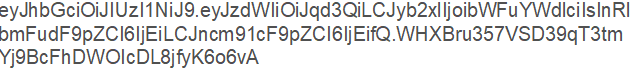 eyJhbGciOiJIUzI1NiJ9.eyJzdWIiOiJqd3QiLCJyb2xlIjoibWFuYWdlciIsInRl
bmFudF9pZCI6IjEiLCJncm91cF9pZCI6IjEifQ.WHXBru357VSD39qT3tm
Yj9BcFhDWOIcDL8jfyK6o6vA